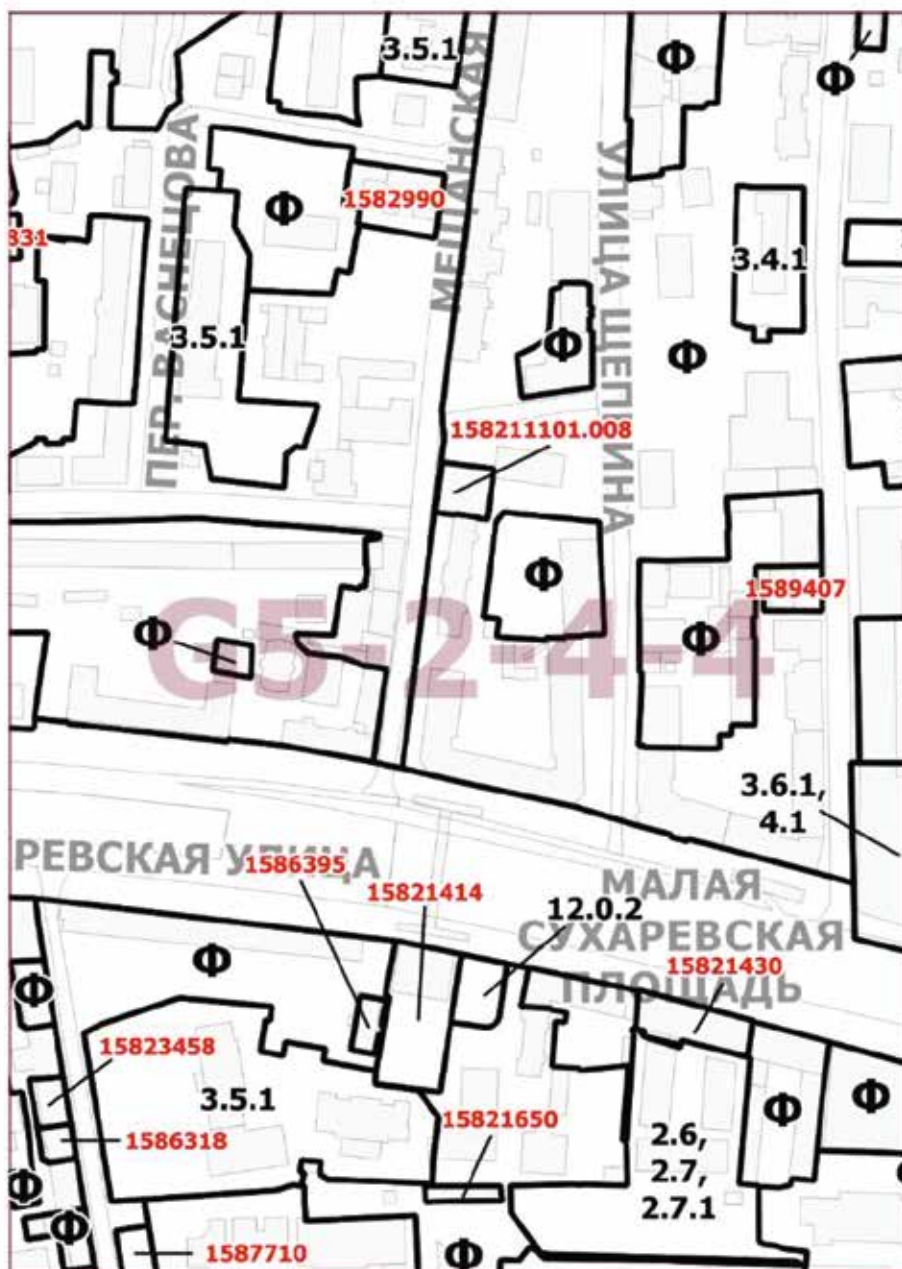 3.5.1
МЕЩАНСКАЯ
Ф
Ф
ПЕР. ВАСНЕЦОВА
УЛИЦА ЩЕПКИНА
Ф
1582990
831
3.4.1
3.5.1
Ф
Ф
158211101.008
Ф
1589407
G5-2-4-4
Ф
Ф
3.6.1,
4.1
РЕВСКАЯ УЛИЦА
1586395
15821414
МАЛАЯ
СУХАРЕВСКАЯ
ПЛОЩАДЬ
12.0.2
15821430
Ф
Ф
15823458
3.5.1
1586318
15821650
Ф
Ф
2.6,
2.7,
2.7.1
Ф
Ф
1587710
Ф